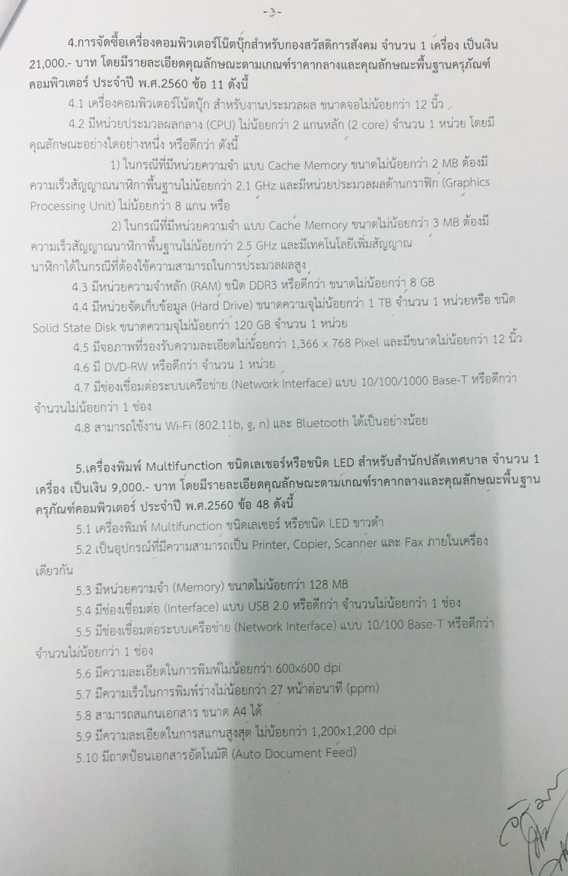 -3-
4.การจัดซื้อเครื่องคอมพิวเตอร์โน๊ตบุ๊กสำหรับกองสวัสดิการสังคม จำนวน 1 เครื่อง เป็นเงิน
21,000.- บาท โดยมีรายละเอียดคุณลักษณะตามเกณฑ์ราคากลางและคุณลักษณะพื้นฐานครุภัณฑ์
คอมพิวเตอร์ ประจำปี พ.ศ.2560 ข้อ 11 ดังนี้
4.1 เครื่องคอมพิวเตอร์โน้ตบุ๊ก สำหรับงานประมวลผล ขนาดจอไม่น้อยกว่า 12 นิ้ว
4.2 มีหน่วยประมวลผลกลาง (CPU) ไม่น้อยกว่า 2 แกนหลัก (2 core) จำนวน 1 หน่วย โดยมี
คุณลักษณะอย่างใดอย่างหนึ่ง หรือดีกว่า ดังนี้
1) ในกรณีที่มีหน่วยความจำ แบบ Cache Memory ขนาดไม่น้อยกว่า 2 MB ต้องมี
ความเร็วสัญญาณนาฬิกาพื้นฐานไม่น้อยกว่า 2.1 GHz และมีหน่วยประมวลผลด้านกราฟิก (Graphics
Processing Unit) ไม่น้อยกว่า 8 แกน หรือ
2) ในกรณีที่มีหน่วยความจำ แบบ Cache Memory ขนาดไม่น้อยกว่า 3 MB ต้องมี
ความเร็วสัญญาณนาฬิกาพื้นฐานไม่น้อยกว่า 2.5 GHz และมีเทคโนโลยีเพิ่มสัญญาณ
นาฬิกาได้ในกรณีที่ต้องใช้ความสามารถในการประมวลผลสูง
4.3 มีหน่วยความจำหลัก (RAM) ชนิด DDR3 หรือดีกว่า ขนาดไม่น้อยกว่า 8 GB
4.4 มีหน่วยจัดเก็บข้อมูล (Hard Drive) ขนาดความจุไม่น้อยกว่า 1 TB จำนวน 1 หน่วยหรือ ชนิด
Solid State Disk ขนาดความจุไม่น้อยกว่า 120 GB จำนวน 1 หน่วย
4.5 มีจอภาพที่รองรับความละเอียดไม่น้อยกว่า 1,366 x 768 Pixel และมีขนาดไม่น้อยกว่า 12 นิ้ว
4.6 มี DVD-RW หรือดีกว่า จำนวน 1 หน่วย
4.7 มีช่องเชื่อมต่อระบบเครือข่าย (Network Interface) แบบ 10/100/1000 Base-T หรือดีกว่า
จำนวนไม่น้อยกว่า 1 ช่อง
4.8 สามารถใช้งาน Wi-Fi (802.11b, g, n) และ Bluetooth ได้เป็นอย่างน้อย
5.เครื่องพิมพ์ Multifunction ชนิดเลเซอร์หรือชนิด LED สำหรับสำนักปลัดเทศบาล จำนวน 1
เครื่อง เป็นเงิน 9,000.- บาท โดยมีรายละเอียดคุณลักษณะตามเกณฑ์ราคากลางและคุณลักษณะพื้นฐาน
ครุภัณฑ์คอมพิวเตอร์ ประจำปี พ.ศ.2560 ข้อ 48 ดังนี้
5.1 เครื่องพิมพ์ Multifunction ชนิดเลเซอร์ หรือชนิด LED ขาวดำ
5.2 เป็นอุปกรณ์ที่มีความสามารถเป็น Printer, Copier, Scanner และ Fax ภายในเครื่อง
เดียวกัน
5.3 มีหน่วยความจำ (Memory) ขนาดไม่น้อยกว่า 128 MB
5.4 มีช่องเชื่อมต่อ (Interface) แบบ USB 2.0 หรือดีกว่า จำนวนไม่น้อยกว่า 1 ช่อง
5.5 มีช่องเชื่อมต่อระบบเครือข่าย (Network Interface) แบบ 10/100 Base-T หรือดีกว่า
จำนวนไม่น้อยกว่า 1 ช่อง
5.6 มีความละเอียดในการพิมพ์ไม่น้อยกว่า 600x600 dpi
5.7 มีความเร็วในการพิมพ์ร่างไม่น้อยกว่า 27 หน้าต่อนาที (ppm)
5.8 สามารถสแกนเอกสาร ขนาด A4 ได้
5.9 มีความละเอียดในการสแกนสูงสุด ไม่น้อยกว่า 1,200x1,200 dpi
5.10 มีถาดป้อนเอกสารอัตโนมัติ (Auto Document Feed)